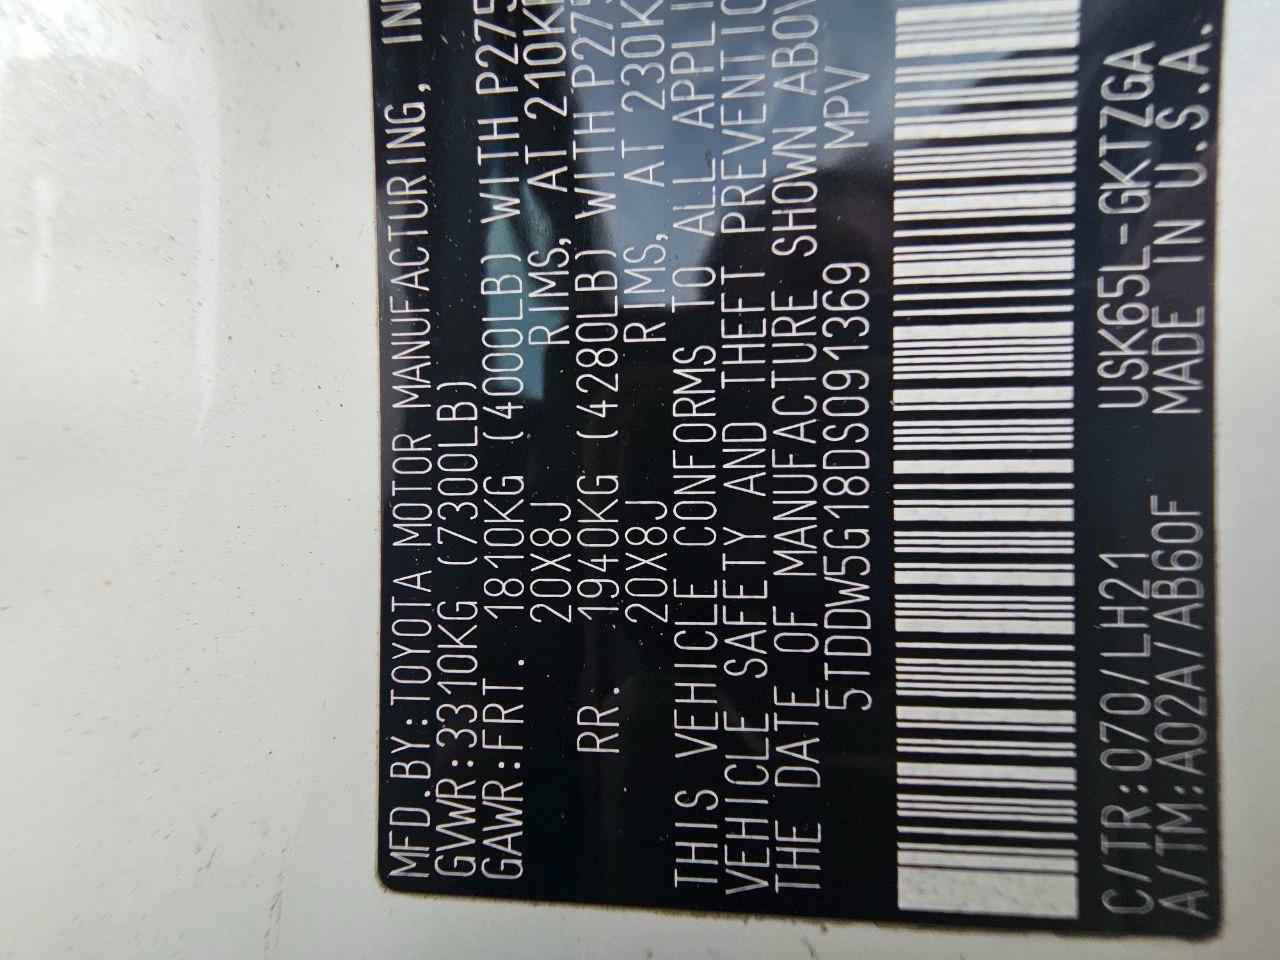 MFD.BY:TOYOTA MOTOR MANUFACTURING,
GVWR:3310KG (7300LB)
GAWR:FRT. 1810KG (4000LB) WITH P275
20X8J RIMS, AT 210K
RR. 1940KG (4280LB) WITH P275
20X8J RIMS, AT 230K
THIS VEHICLE CONFORMS TO ALL APPLI
VEHICLE SAFETY AND THEFT PREVENTIO
THE DATE OF MANUFACTURE SHOWN ABOV
5TDDW5G18DS091369 MPV
C/TR:070/LH21 USK65L-GKTZGA
A/TM:A02A/AB60F MADE IN U.S.A.